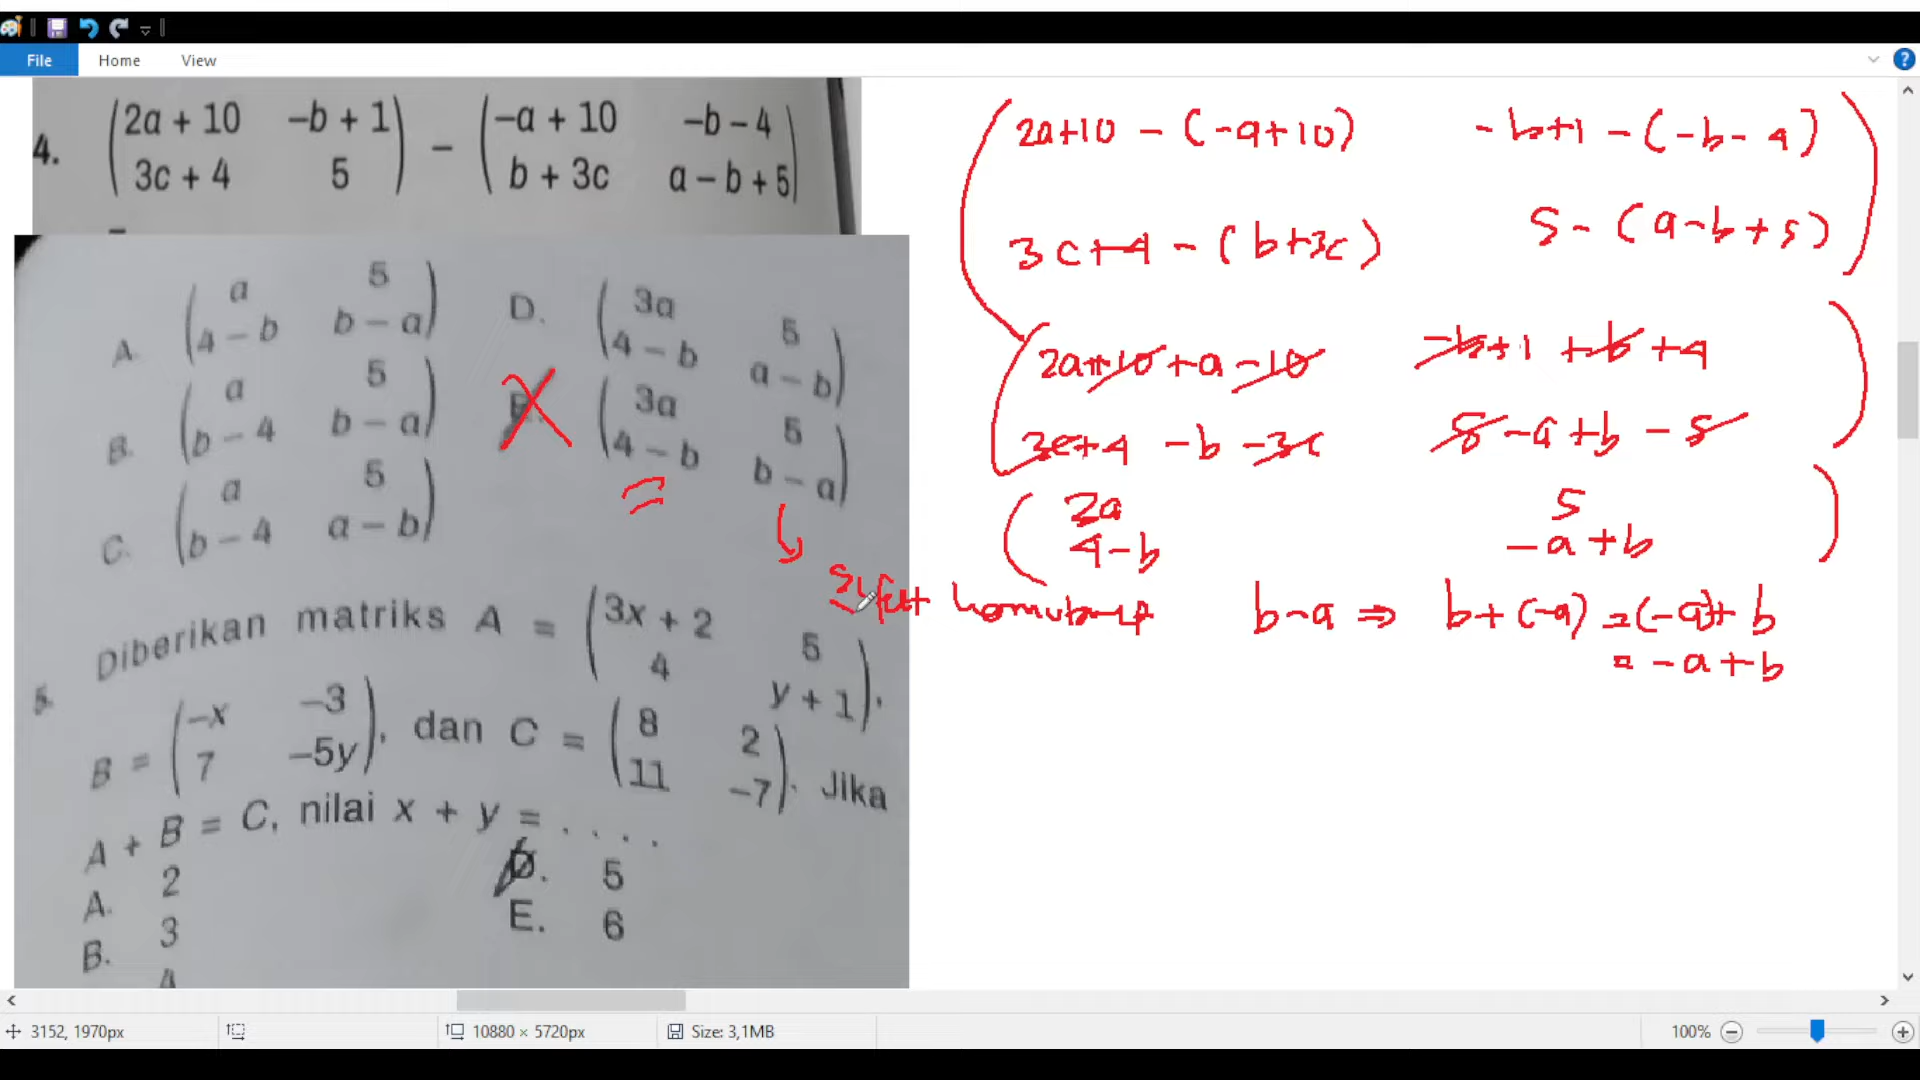 File Home View
4. (2a + 10 -b + 1) - (-a + 10 -b - 4)
(3c + 4 5) (b + 3c a - b + 5)
A. (a 5)
(4 - b b - a)
B. (a 5)
(b - 4 b - a)
C. (a 5)
(b - 4 a - b)
D. (3a 5)
(4 - b a - b)
E. (3a 5)
(4 - b b - a)
5. Diberikan matriks A = (3x + 2 5)
(4 y + 1),
B = (-x -3), dan C = (8 2). Jika
(7 -5y) (11 -7)
A + B = C, nilai x + y = . . . .
A. 2
B. 3
4
D. 5
E. 6
2a+10 - (-a+10) -b+1 - (-b-4)
3c+4 - (b+3c) 5 - (a-b+5)
2a+10 +a -10 -b+1 +b +4
3c+4 -b -3c 5 -a +b -5
2a 5
4-b -a +b
sifat komutatif b-a ⇒ b+(-a) = (-a)+b
= -a+b
3152, 1970px 10880 × 5720px Size: 3,1MB 100%